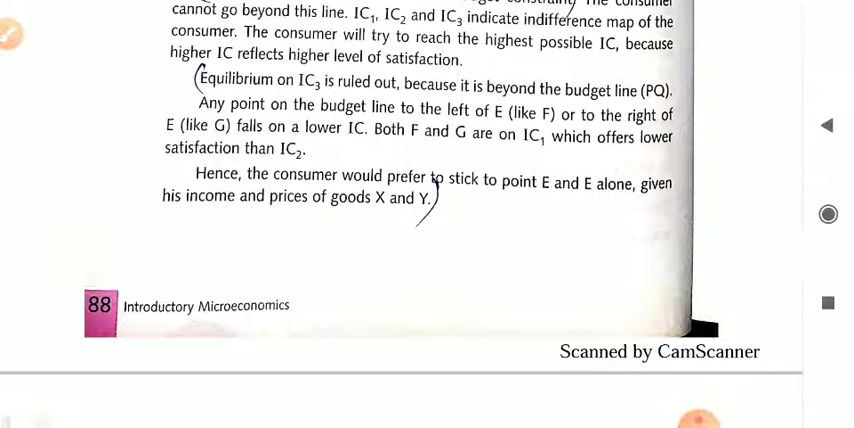 The consumer
cannot go beyond this line. IC₁, IC₂ and IC₃ indicate indifference map of the
consumer. The consumer will try to reach the highest possible IC, because
higher IC reflects higher level of satisfaction.
Equilibrium on IC₃ is ruled out, because it is beyond the budget line (PQ).
Any point on the budget line to the left of E (like F) or to the right of
E (like G) falls on a lower IC. Both F and G are on IC₁ which offers lower
satisfaction than IC₂.
Hence, the consumer would prefer to stick to point E and E alone, given
his income and prices of goods X and Y.
88 Introductory Microeconomics
Scanned by CamScanner